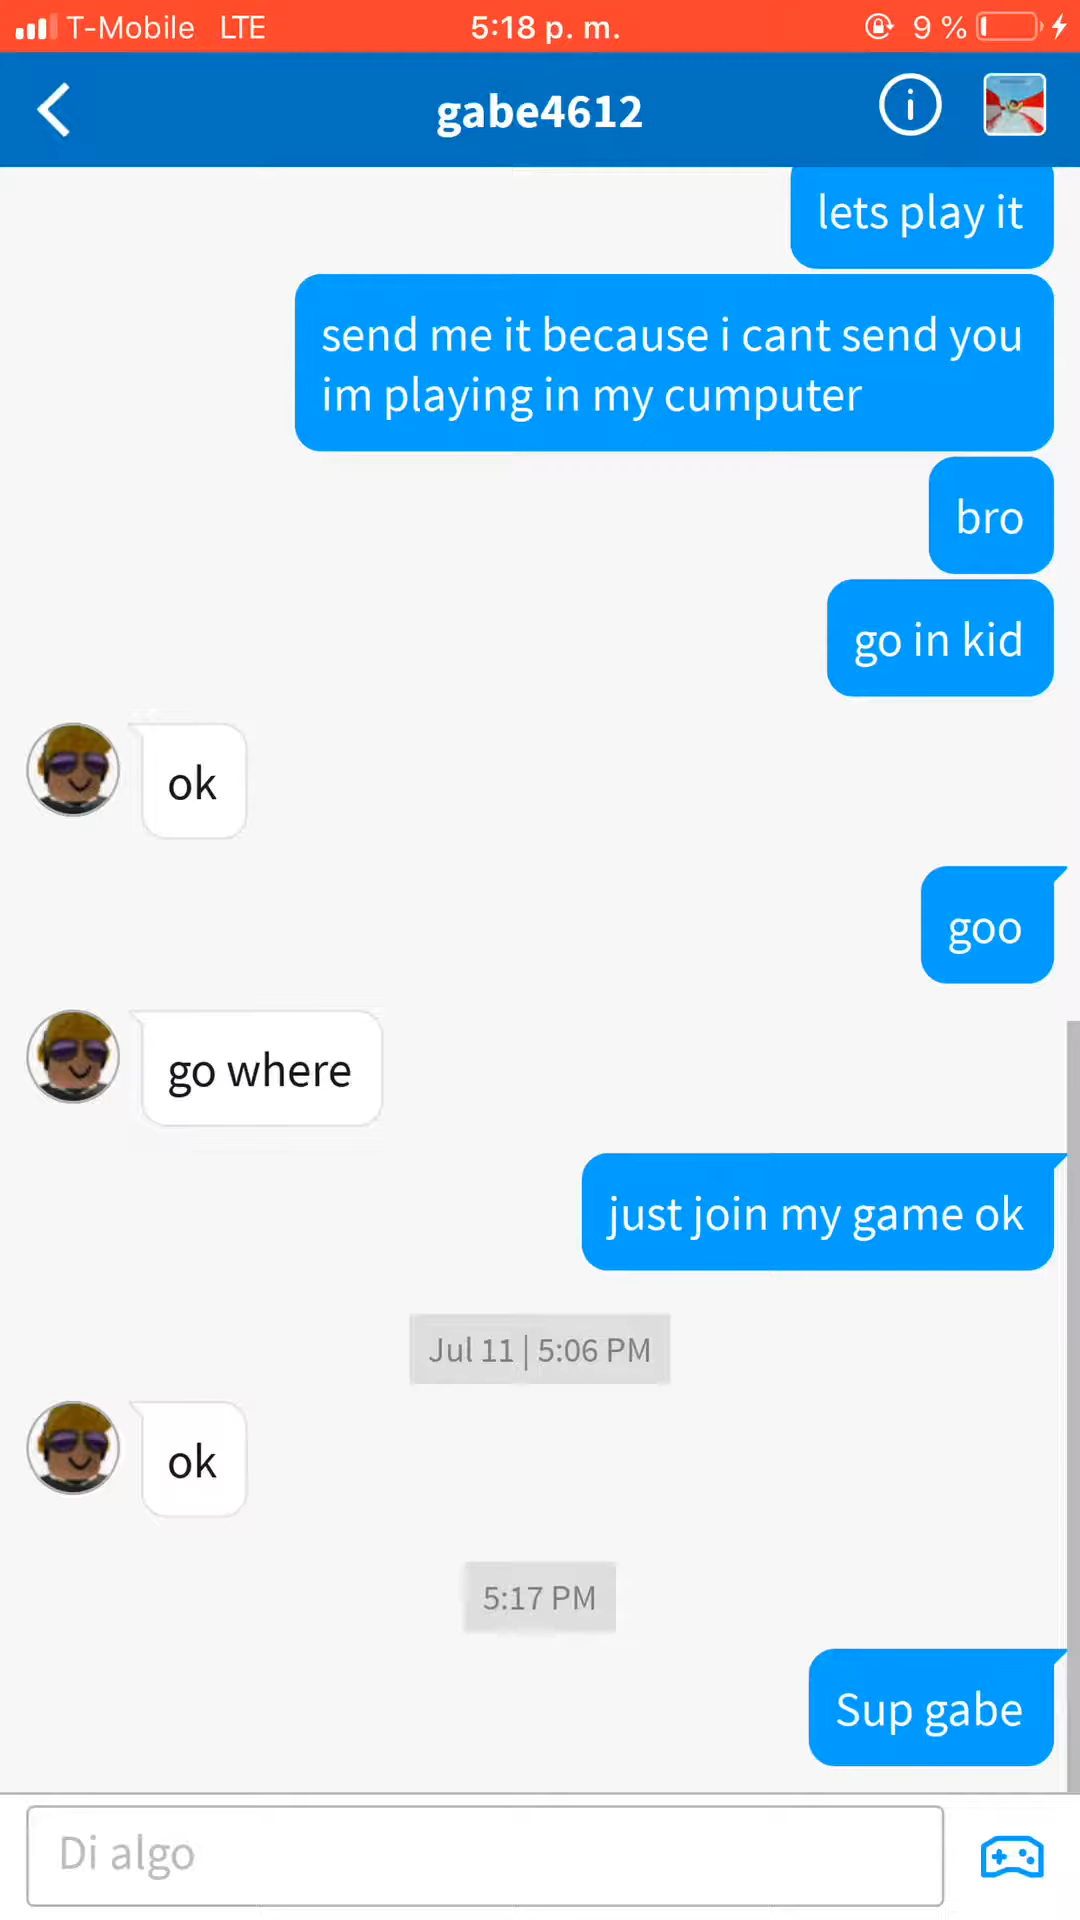 T-Mobile LTE 5:18 p. m. 9 %
gabe4612
lets play it
send me it because i cant send you
im playing in my cumputer
bro
go in kid
ok
goo
go where
just join my game ok
Jul 11 | 5:06 PM
ok
5:17 PM
Sup gabe
Di algo